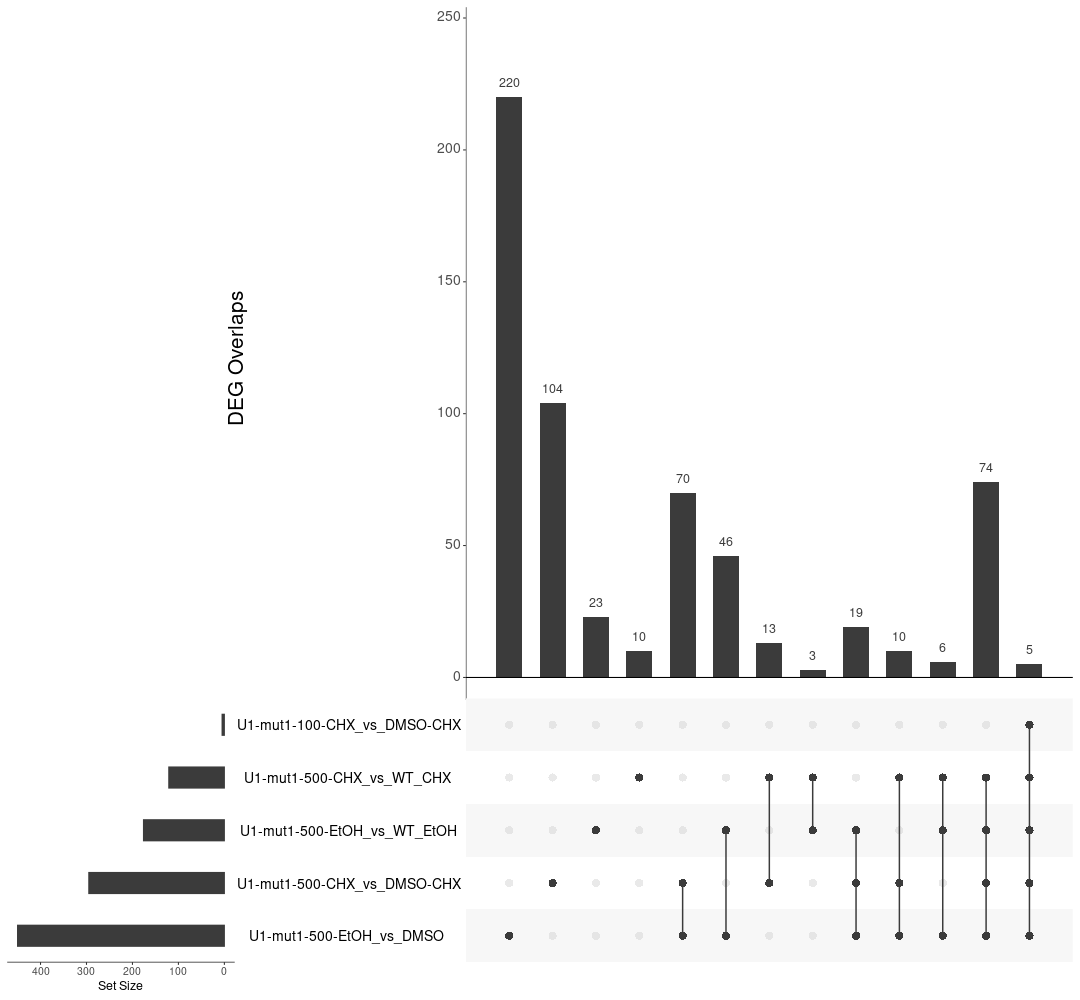 250
220
200
150
DEG Overlaps
104
100
74
70
50
46
23
19
13
10
10
6
5
3
0
U1-mut1-100-CHX_vs_DMSO-CHX
U1-mut1-500-CHX_vs_WT_CHX
U1-mut1-500-EtOH_vs_WT_EtOH
U1-mut1-500-CHX_vs_DMSO-CHX
U1-mut1-500-EtOH_vs_DMSO
400 300 200 100 0
Set Size